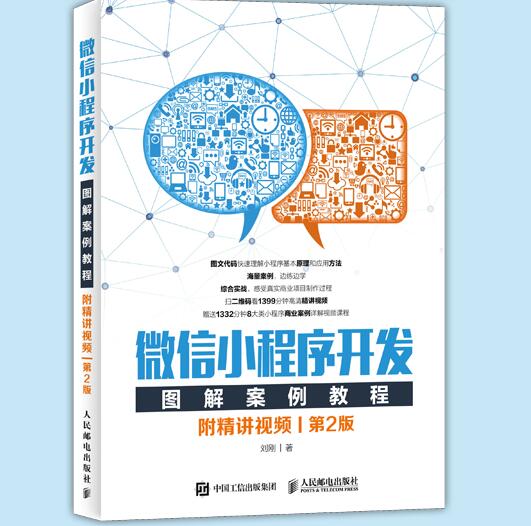 微信小程序开发
图解案例教程
附精讲视频 | 第2版
人民邮电出版社
图文代码快速理解小程序基本原理和应用方法
海量案例，边练边学
综合实战，感受真实商业项目制作过程
扫二维码看1399分钟高清精讲视频
赠送1332分钟8大类小程序商业案例详解视频课程
微信小程序开发
图解案例教程
附精讲视频 | 第2版
刘刚 | 著
中国工信出版集团
人民邮电出版社
POSTS & TELECOM PRESS